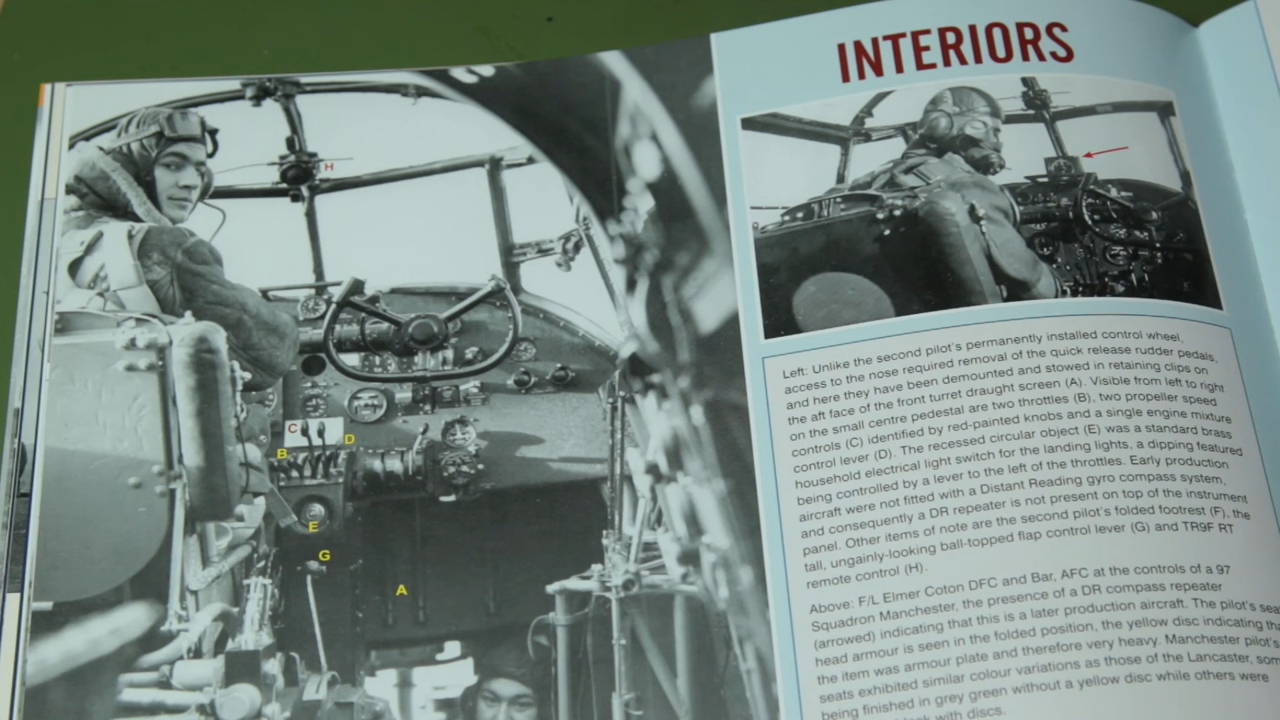 INTERIORS
H
C
D
B
E
G
A
Left: Unlike the second pilot's permanently installed control wheel,
access to the nose required removal of the quick release rudder pedals,
and here they have been demounted and stowed in retaining clips on
the aft face of the front turret draught screen (A). Visible from left to right
on the small centre pedestal are two throttles (B), two propeller speed
controls (C) identified by red-painted knobs and a single engine mixture
control lever (D). The recessed circular object (E) was a standard brass
household electrical light switch for the landing lights, a dipping featured
being controlled by a lever to the left of the throttles. Early production
aircraft were not fitted with a Distant Reading gyro compass system,
and consequently a DR repeater is not present on top of the instrument
panel. Other items of note are the second pilot's folded footrest (F), the
tall, ungainly-looking ball-topped flap control lever (G) and TR9F RT
remote control (H).
Above: F/L Elmer Coton DFC and Bar, AFC at the controls of a 97
Squadron Manchester, the presence of a DR compass repeater
(arrowed) indicating that this is a later production aircraft. The pilot's
head armour is seen in the folded position, the yellow disc indicating
the item was armour plate and therefore very heavy. Manchester pilot's
seats exhibited similar colour variations as those of the Lancaster,
being finished in grey green without a yellow disc while others were
with discs.